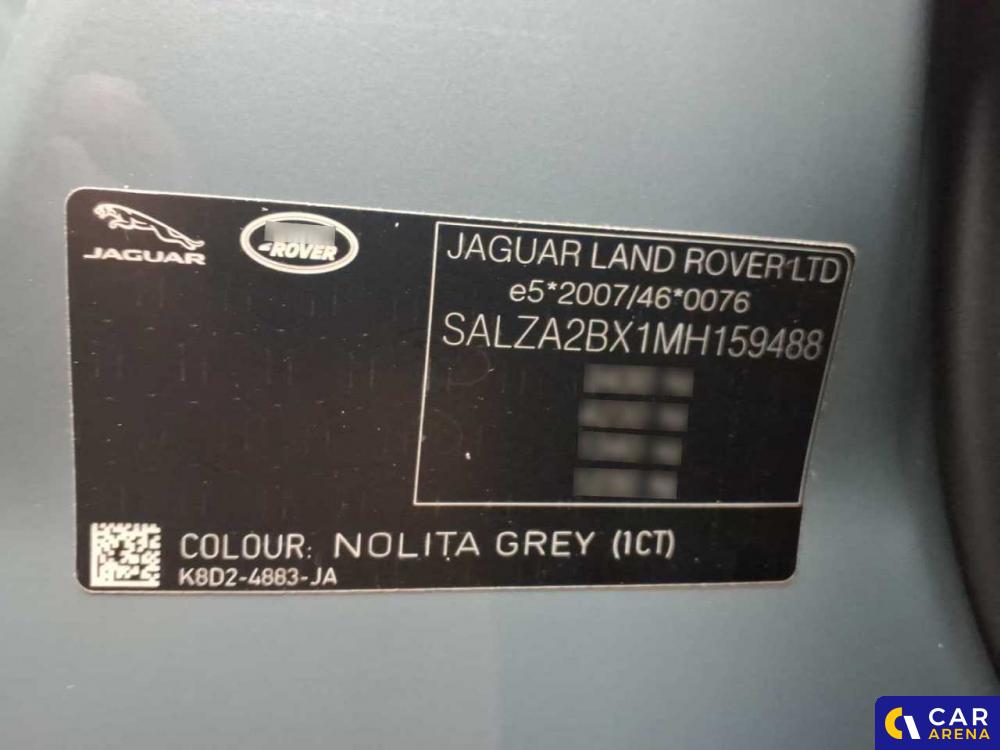 JAGUAR
ROVER
JAGUAR LAND ROVER LTD
e5*2007/46*0076
SALZA2BX1MH159488
COLOUR: NOLITA GREY (1CT)
K8D2-4883-JA
CAR
ARENA